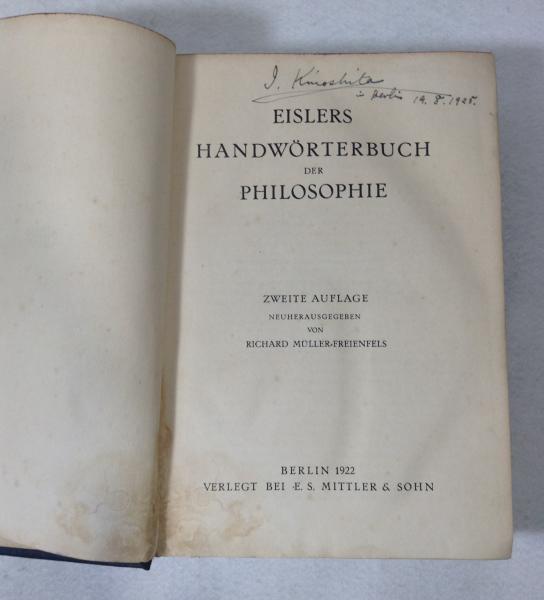 I. Kinoshita
in Berlin 19. 8. 1925.
EISLERS
HANDWÖRTERBUCH
DER
PHILOSOPHIE
ZWEITE AUFLAGE
NEUHERAUSGEGEBEN
VON
RICHARD MÜLLER-FREIENFELS
BERLIN 1922
VERLEGT BEI E. S. MITTLER & SOHN